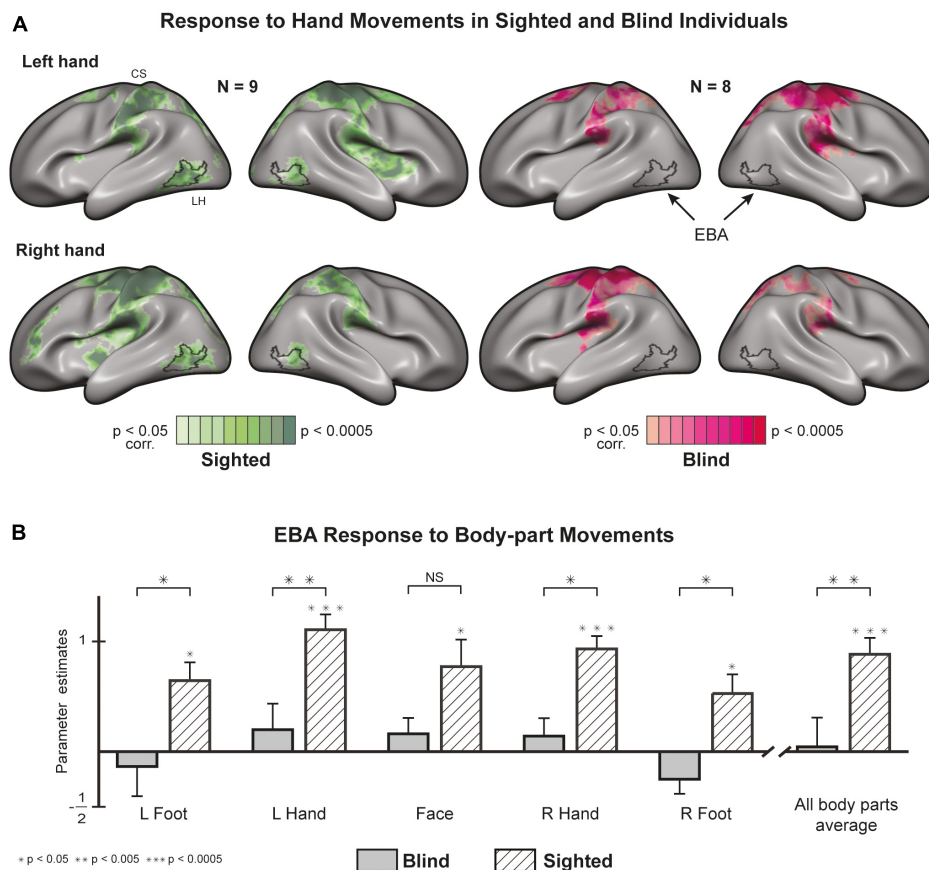 A
Response to Hand Movements in Sighted and Blind Individuals
Left hand
CS
N = 9
N = 8
LH
EBA
Right hand
p < 0.05 corr.
p < 0.0005
Sighted
p < 0.05 corr.
p < 0.0005
Blind
B
EBA Response to Body-part Movements
* ** NS * * **
*** *** ***
* * *
Parameter estimates
1
-1/2
L Foot
L Hand
Face
R Hand
R Foot
All body parts average
* p < 0.05 ** p < 0.005 *** p < 0.0005
Blind
Sighted